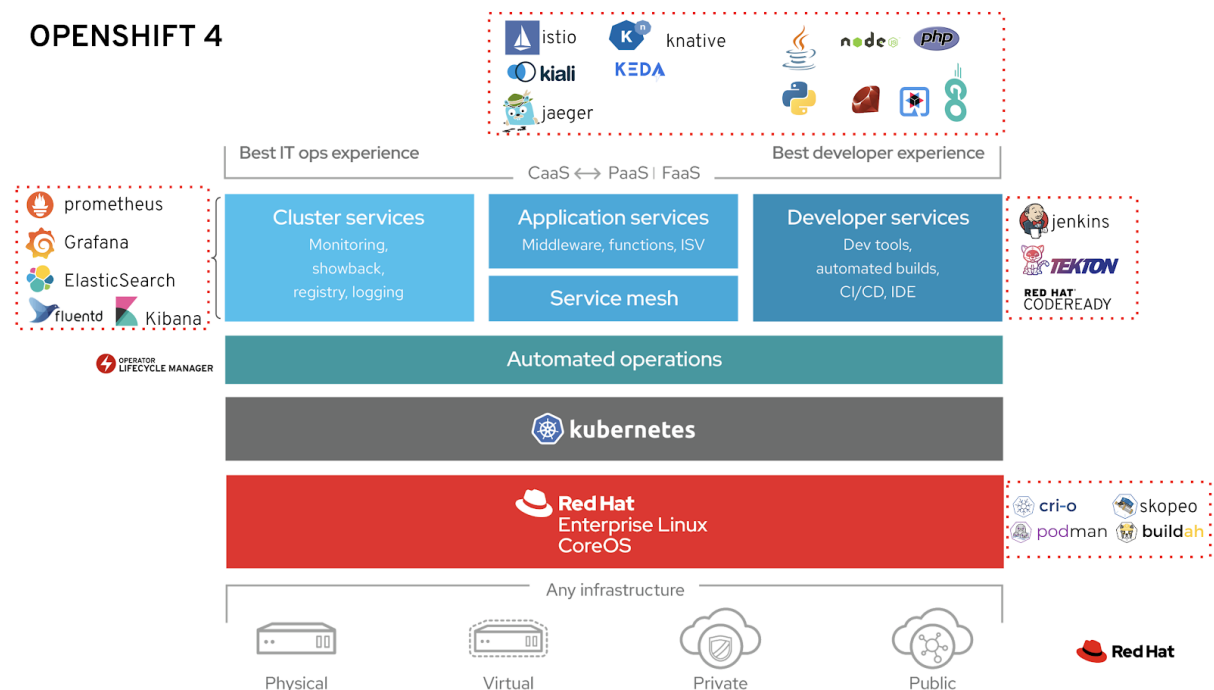 OPENSHIFT 4
istio
K n knative
kiali
KEDA
jaeger
node JS
php
GO
Best IT ops experience
Best developer experience
CaaS ↔ PaaS | FaaS
prometheus
Grafana
ElasticSearch
fluentd
Kibana
Cluster services
Monitoring,
showback,
registry, logging
Application services
Middleware, functions, ISV
Service mesh
Developer services
Dev tools,
automated builds,
CI/CD, IDE
jenkins
TEKTON
RED HAT
CODEREADY
OPERATOR
LIFECYCLE MANAGER
Automated operations
kubernetes
Red Hat
Enterprise Linux
CoreOS
cri-o
skopeo
podman
buildah
Any infrastructure
Physical
Virtual
Private
Public
Red Hat